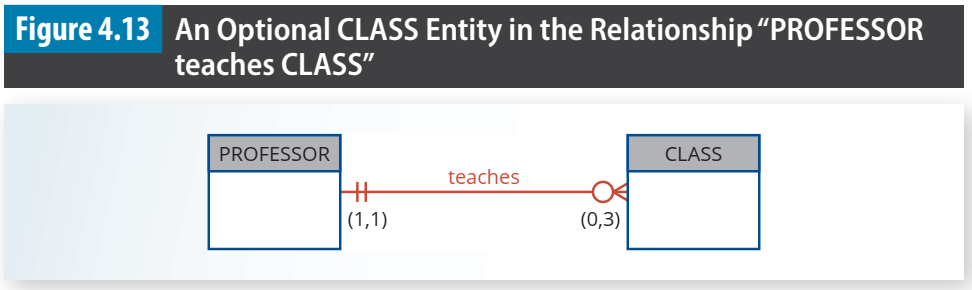 Figure 4.13 An Optional CLASS Entity in the Relationship “PROFESSOR
teaches CLASS”
PROFESSOR
CLASS
teaches
(1,1)
(0,3)